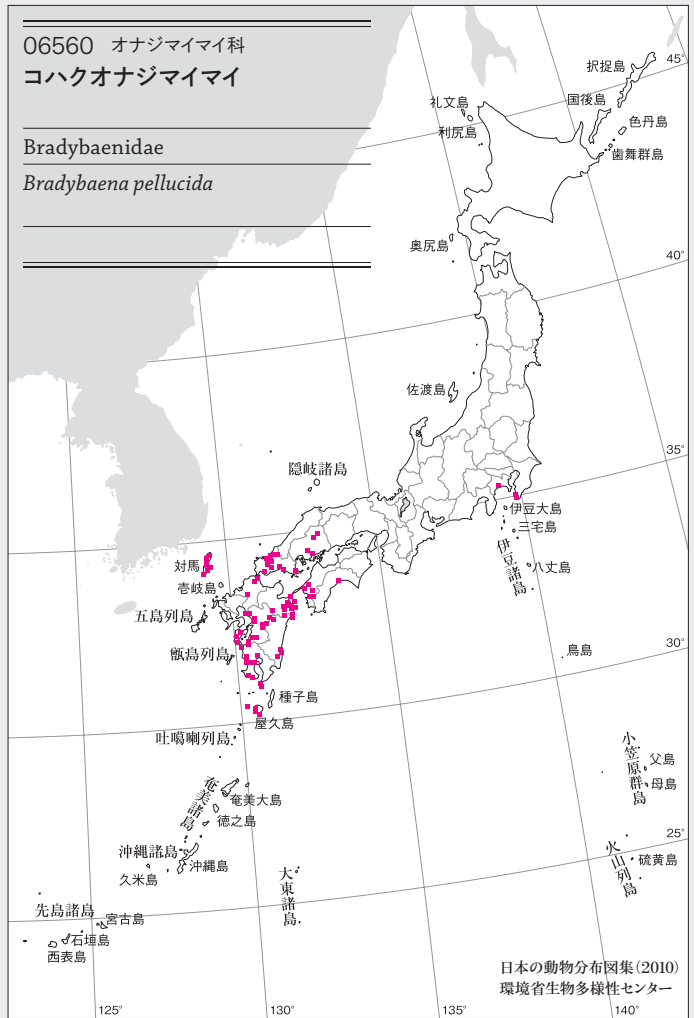 06560 オナジマイマイ科
コハクオナジマイマイ
Bradybaenidae
Bradybaena pellucida
択捉島
45°
礼文島
国後島
利尻島
色丹島
歯舞群島
奥尻島
40°
佐渡島
35°
隠岐諸島
伊豆大島
三宅島
伊豆諸島
八丈島
対馬
壱岐島
五島列島
甑島列島
鳥島
30°
種子島
屋久島
吐噶喇列島
小笠原群島
父島
母島
奄美諸島
奄美大島
徳之島
25°
沖縄諸島
沖縄島
久米島
火山列島
硫黄島
大東諸島
先島諸島
宮古島
石垣島
西表島
日本の動物分布図集(2010)
環境省生物多様性センター
125°
130°
135°
140°